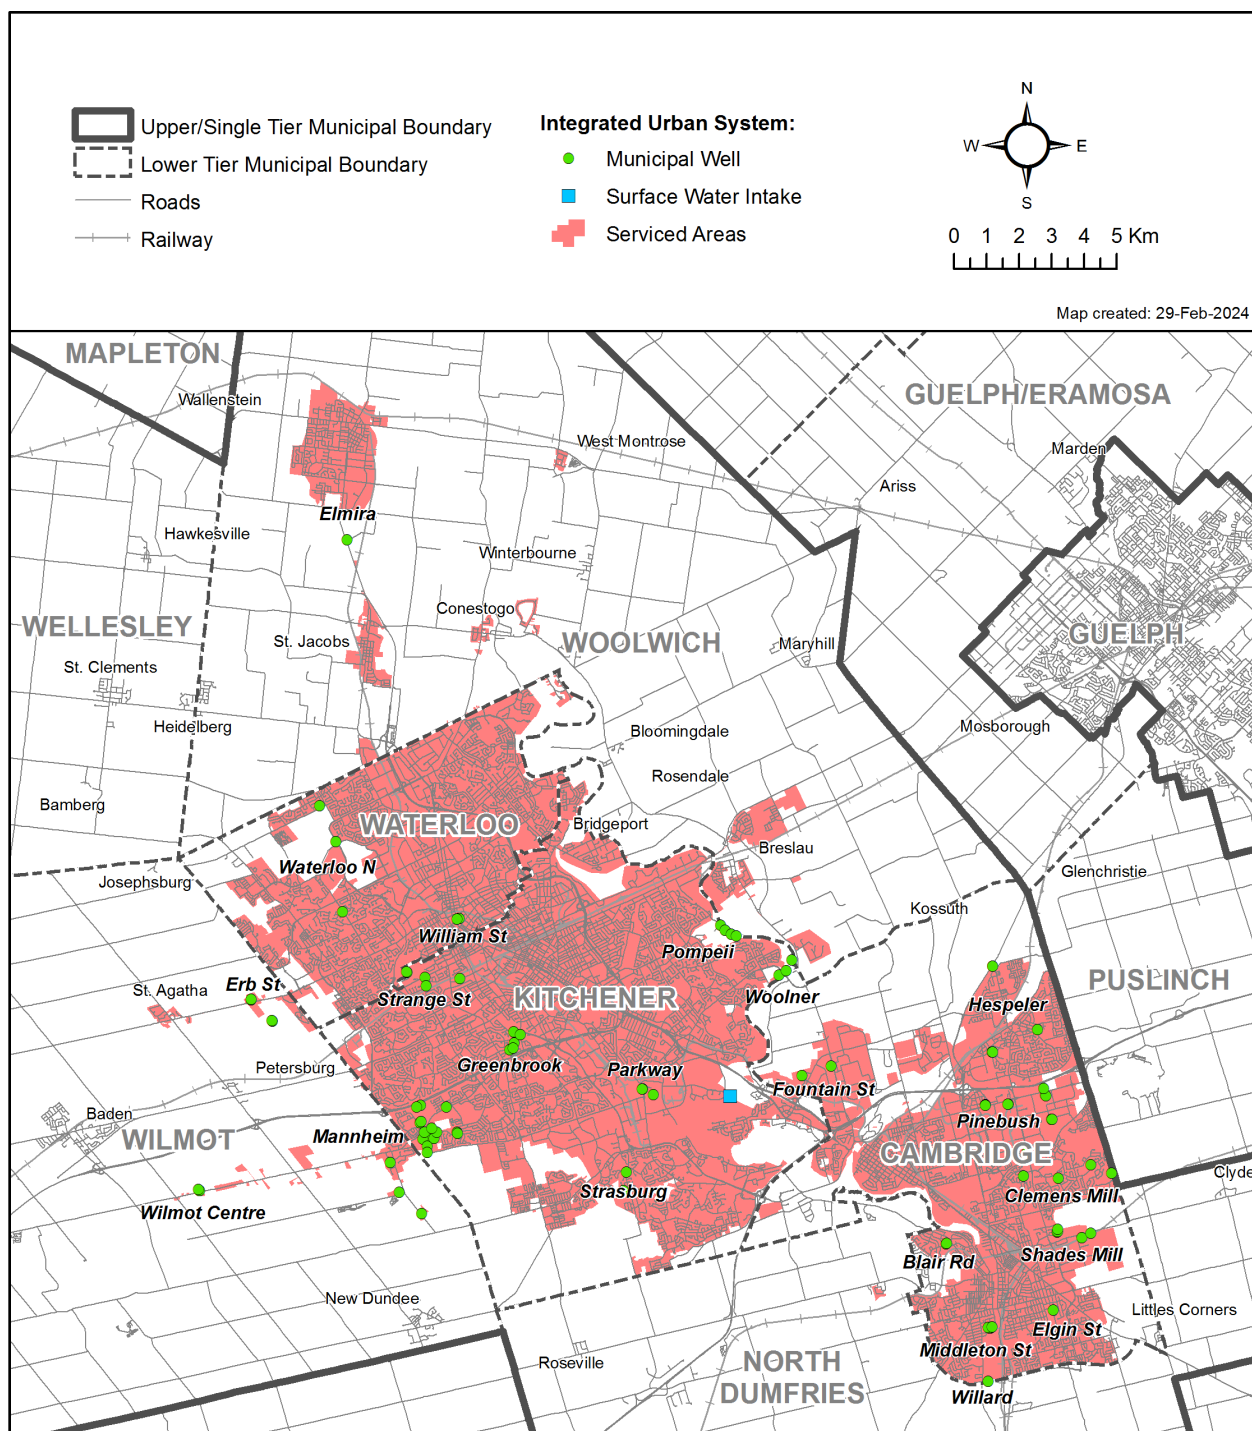 N
W
E
S
Upper/Single Tier Municipal Boundary
Lower Tier Municipal Boundary
Roads
Railway
Integrated Urban System:
Municipal Well
Surface Water Intake
Serviced Areas
0 1 2 3 4 5 Km
Map created: 29-Feb-2024
MAPLETON
Wallenstein
GUELPH/ERAMOSA
West Montrose
Marden
Ariss
Elmira
Hawkesville
Winterbourne
Conestogo
WELLESLEY
St. Jacobs
WOOLWICH
GUELPH
Maryhill
St. Clements
Heidelberg
Bloomingdale
Mosborough
Rosendale
Bamberg
WATERLOO
Bridgeport
Breslau
Waterloo N
Glenchristie
Josephsburg
Kossuth
William St
Pompeii
PUSLINCH
Erb St
St. Agatha
Strange St
KITCHENER
Woolner
Hespeler
Petersburg
Greenbrook
Parkway
Fountain St
Baden
Pinebush
WILMOT
Mannheim
CAMBRIDGE
Clyde
Strasburg
Clemens Mill
Wilmot Centre
Blair Rd
Shades Mill
New Dundee
Littles Corners
Elgin St
Middleton St
Roseville
NORTH
DUMFRIES
Willard